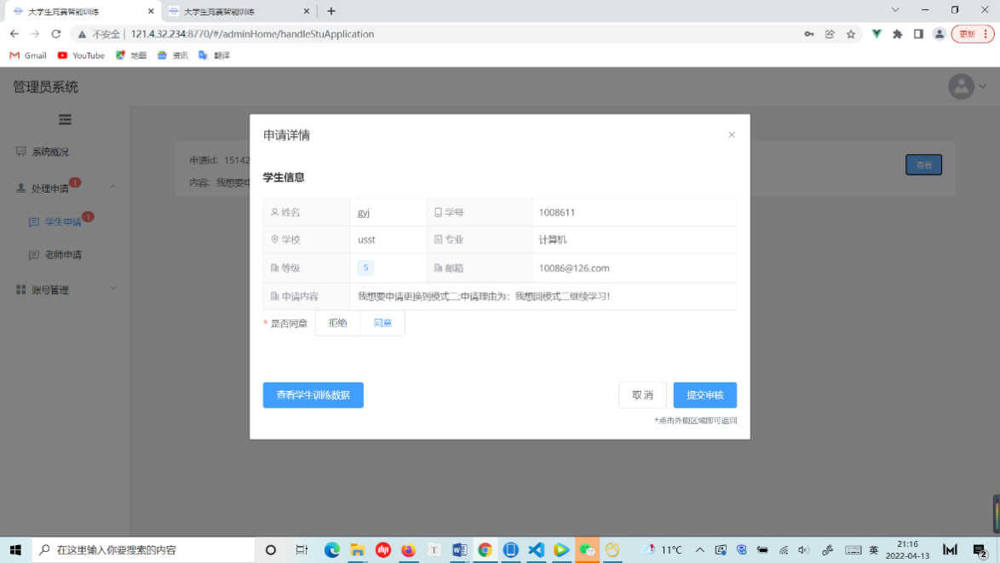 大学生竞赛智能训练
大学生竞赛智能训练
不安全 | 121.4.32.234:8770/#/adminHome/handleStuApplication
更新
Gmail YouTube 地图 资讯 翻译
管理员系统
系统概况
处理申请 1
学生申请 1
老师申请
账号管理
申请id: 15142
内容: 我想要申
查看
申请详情
学生信息
姓名 gyj 学号 1008611
学校 usst 专业 计算机
等级 5 邮箱 10086@126.com
申请内容 我想要申请更换到模式二;申请理由为：我想回模式二继续学习！
* 是否同意 拒绝 同意
查看学生训练数据 取消 提交审核
*点击外侧区域即可返回
在这里输入你要搜索的内容
11°C
英
21:16
2022-04-13
2